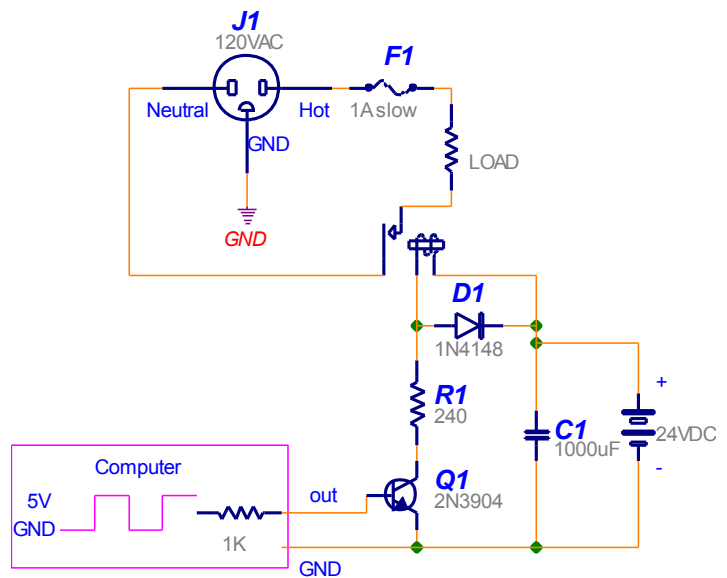 J1
120VAC
F1
Neutral
Hot
1A slow
GND
LOAD
GND
D1
1N4148
R1
240
C1
1000uF
+
24VDC
-
Computer
5V
GND
out
Q1
2N3904
1K
GND